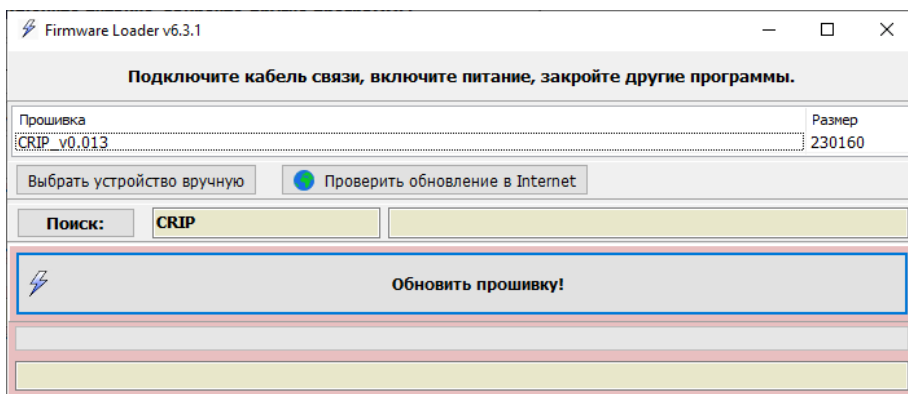 Firmware Loader v6.3.1
Подключите кабель связи, включите питание, закройте другие программы.
Прошивка Размер
CRIP_v0.013 230160
Выбрать устройство вручную Проверить обновление в Internet
Поиск: CRIP
Обновить прошивку!